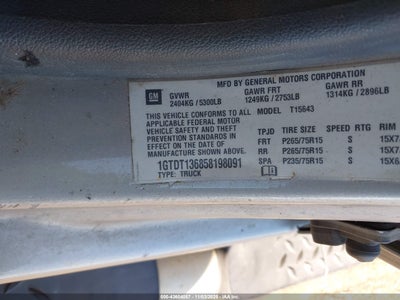 MFD BY GENERAL MOTORS CORPORATION
GM
GVWR GAWR FRT GAWR RR
2404KG / 5300LB 1249KG / 2753LB 1314KG / 2896LB
THIS VEHICLE CONFORMS TO ALL MODEL T15643
APPLICABLE FEDERAL MOTOR
VEHICLE SAFETY AND THEFT
PREVENTION STANDARDS IN
EFFECT ON THE DATE OF
MANUFACTURE SHOWN ABOVE.
1GTDT136858198091
TYPE: TRUCK
TPJD TIRE SIZE SPEED RTG RIM
FRT P265/75R15 S 15X7
RR P265/75R15 S 15X7
SPA P235/75R15 S 15X6